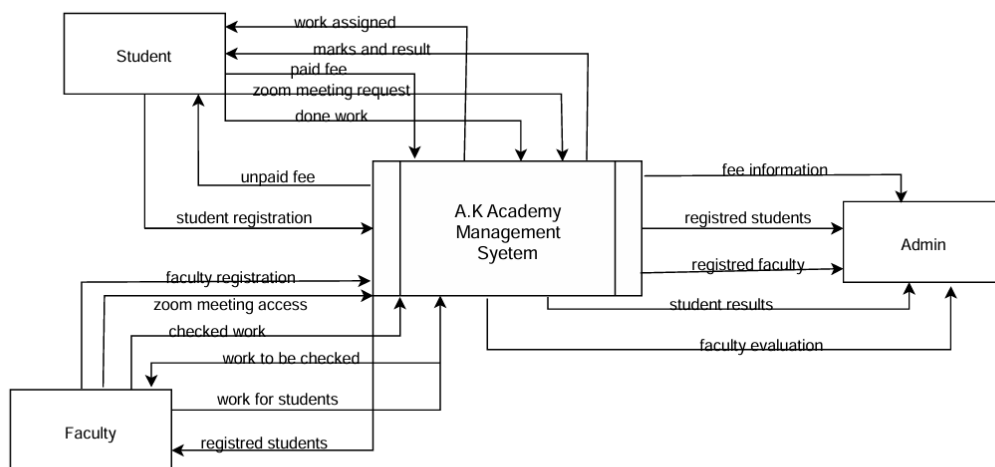 work assigned
Student
marks and result
paid fee
zoom meeting request
done work
unpaid fee
fee information
student registration
A.K Academy
Management
Syetem
registred students
Admin
registred faculty
faculty registration
zoom meeting access
student results
checked work
faculty evaluation
work to be checked
work for students
Faculty
registred students